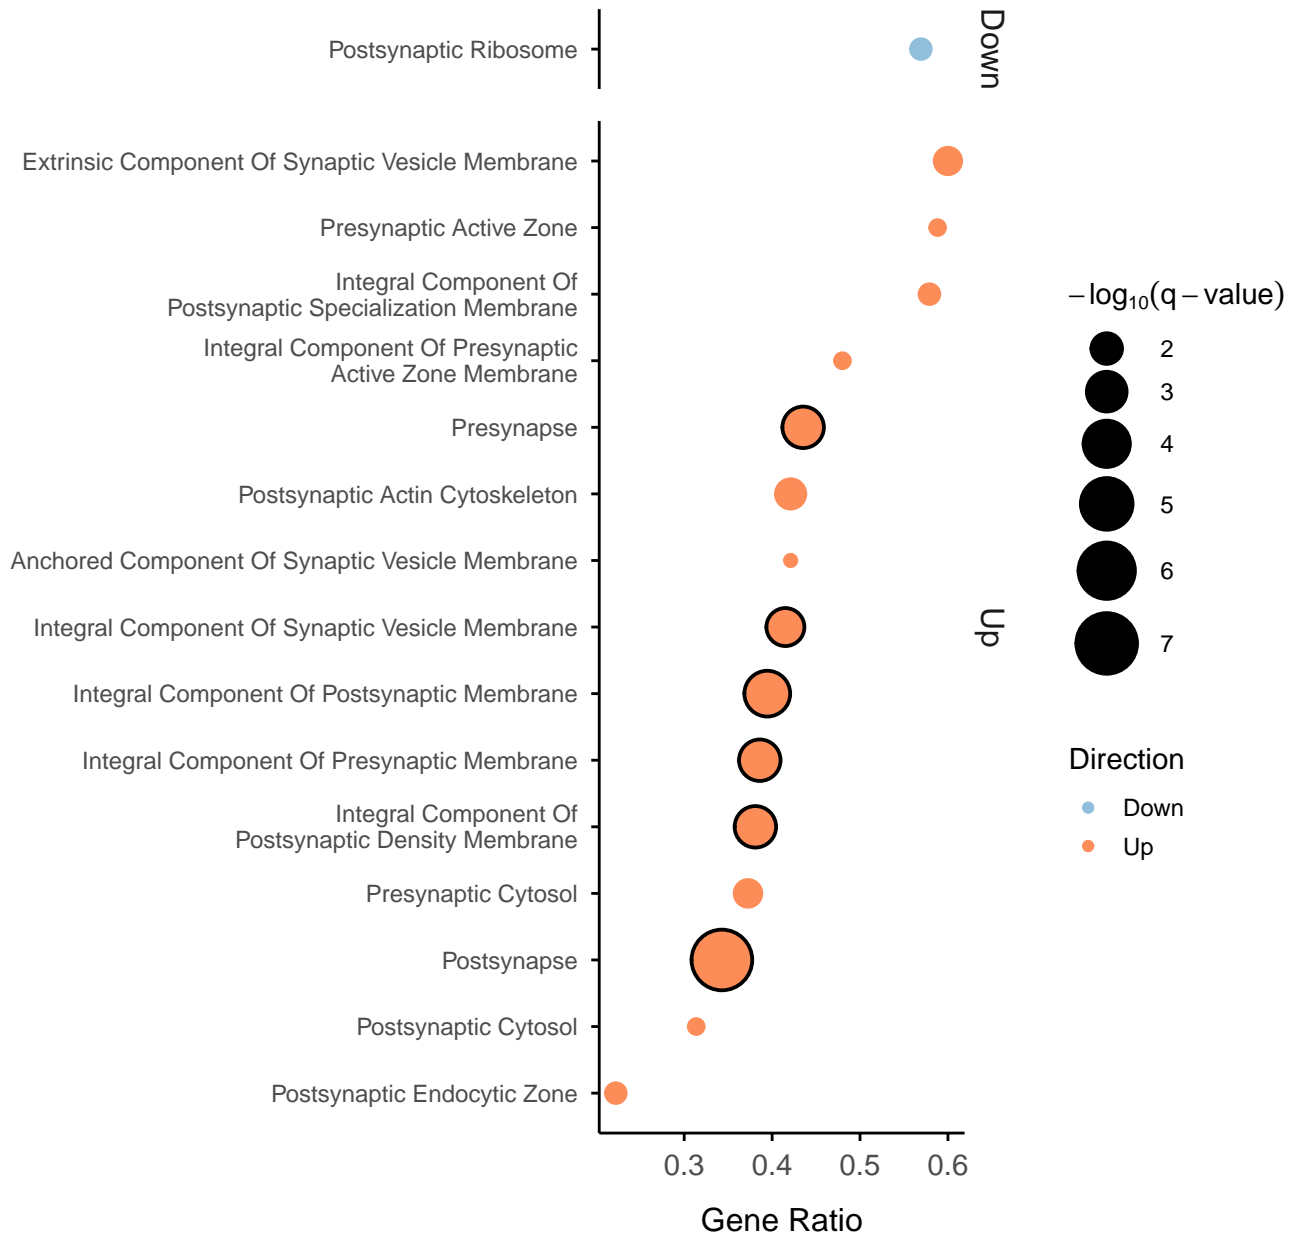 Postsynaptic Ribosome
Down
Extrinsic Component Of Synaptic Vesicle Membrane
Presynaptic Active Zone
Integral Component Of
Postsynaptic Specialization Membrane
Integral Component Of Presynaptic
Active Zone Membrane
Presynapse
Postsynaptic Actin Cytoskeleton
Anchored Component Of Synaptic Vesicle Membrane
Integral Component Of Synaptic Vesicle Membrane
Integral Component Of Postsynaptic Membrane
Integral Component Of Presynaptic Membrane
Integral Component Of
Postsynaptic Density Membrane
Presynaptic Cytosol
Postsynapse
Postsynaptic Cytosol
Postsynaptic Endocytic Zone
Up
0.3 0.4 0.5 0.6
Gene Ratio
−log₁₀(q−value)
2
3
4
5
6
7
Direction
Down
Up